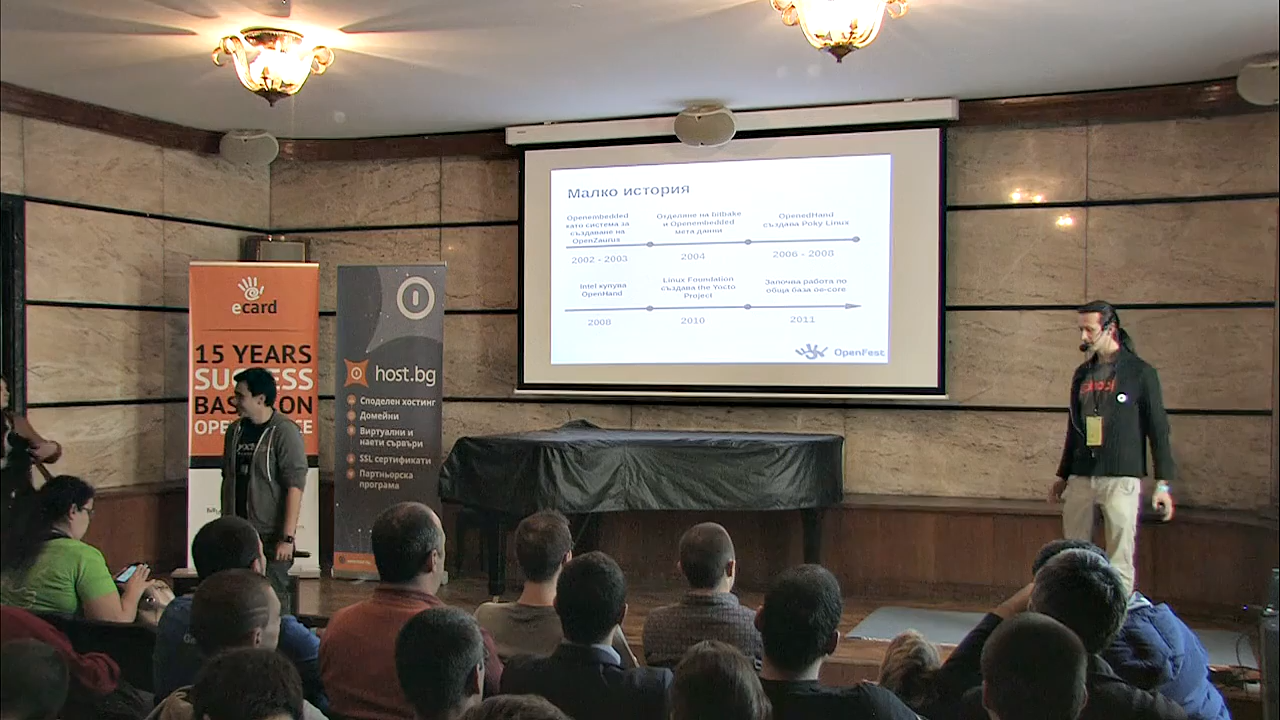 Малко история
Openembedded
като система за
създаване на
OpenZaurus
2002 - 2003
Отделяне на bitbake
и Openembedded
мета данни
2004
OpenedHand
създава Poky Linux
2006 - 2008
Intel купува
OpenHand
2008
Linux Foundation
създава the Yocto
Project
2010
Започва работа по
обща база oe-core
2011
OpenFest
ecard
15 YEARS
SUCCESS
BASED ON
host.bg
Споделен хостинг
Домейни
Виртуални и
наети сървъри
SSL сертификати
Партньорска
програма